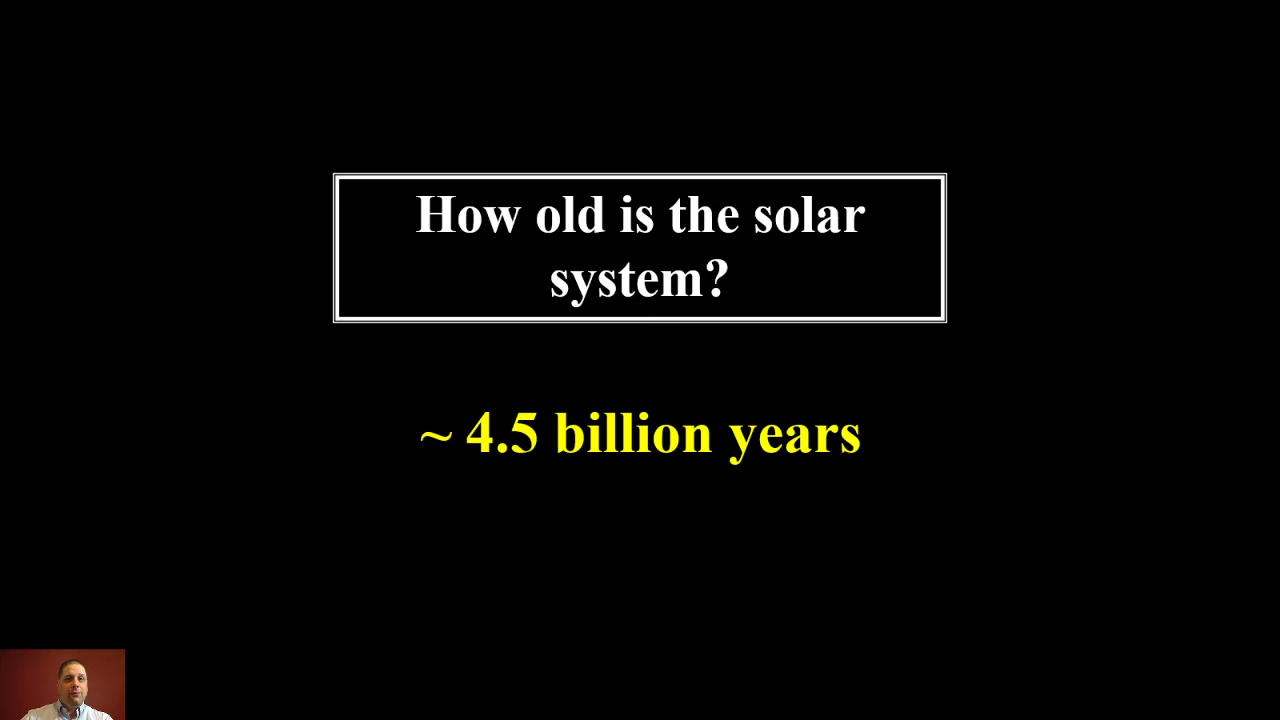 How old is the solar
system?
~ 4.5 billion years